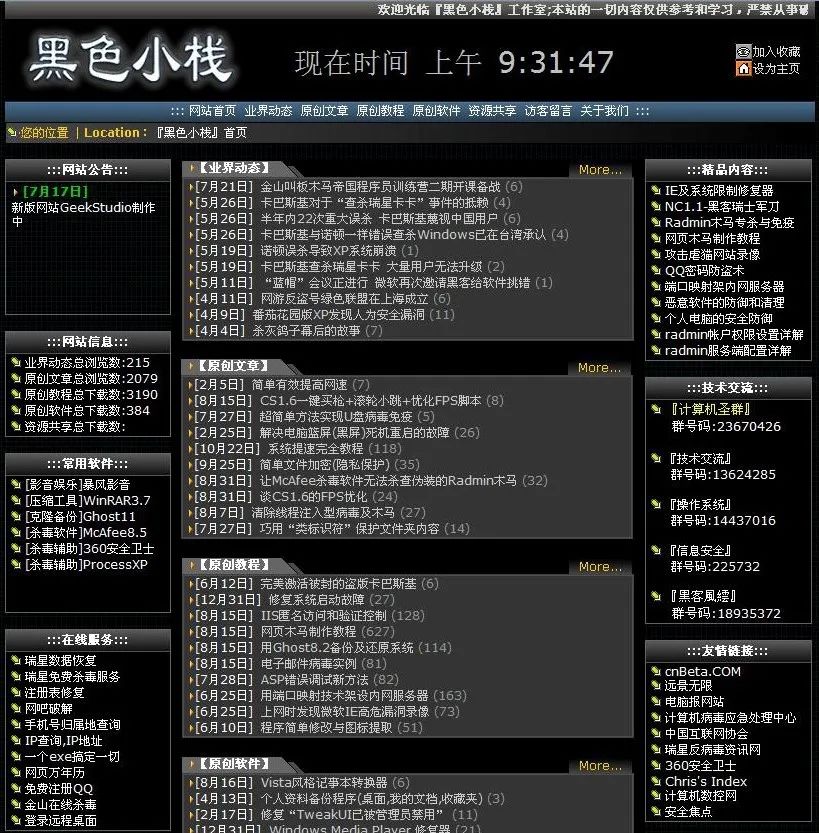 欢迎光临『黑色小栈』工作室;本站的一切内容仅供参考和学习，严禁从事
黑色小栈
现在时间 上午 9:31:47
加入收藏
设为主页
::: 网站首页 业界动态 原创文章 原创教程 原创软件 资源共享 访客留言 关于我们 :::
您的位置 | Location：『黑色小栈』首页
:::网站公告:::
[7月17日]
新版网站GeekStudio制作
中
:::网站信息:::
业界动态总浏览数:215
原创文章总浏览数:2079
原创教程总下载数:3190
原创软件总下载数:384
资源共享总下载数:
:::常用软件:::
[影音娱乐]暴风影音
[压缩工具]WinRAR3.7
[克隆备份]Ghost11
[杀毒软件]McAfee8.5
[杀毒辅助]360安全卫士
[杀毒辅助]ProcessXP
:::在线服务:::
瑞星数据恢复
瑞星免费杀毒服务
注册表修复
网吧破解
手机号归属地查询
IP查询,IP地址
一个exe搞定一切
网页万年历
免费注册QQ
金山在线杀毒
登录远程桌面
【业界动态】 More...
[7月21日] 金山叫板木马帝国程序员训练营二期开课备战 (6)
[5月26日] 卡巴斯基对于“查杀瑞星卡卡”事件的抵赖 (4)
[5月26日] 半年内22次重大误杀 卡巴斯基蔑视中国用户 (6)
[5月26日] 卡巴斯基与诺顿一样错误查杀Windows已在台湾承认 (4)
[5月19日] 诺顿误杀导致XP系统崩溃 (1)
[5月19日] 卡巴斯基查杀瑞星卡卡 大量用户无法升级 (2)
[5月11日] “蓝帽”会议正进行 微软再次邀请黑客给软件挑错 (1)
[4月11日] 网游反盗号绿色联盟在上海成立 (6)
[4月9日] 番茄花园版XP发现人为安全漏洞 (11)
[4月4日] 杀灰鸽子幕后的故事 (7)
【原创文章】 More...
[2月5日] 简单有效提高网速 (7)
[8月15日] CS1.6一键买枪+滚轮小跳+优化FPS脚本 (8)
[7月27日] 超简单方法实现U盘病毒免疫 (5)
[2月25日] 解决电脑蓝屏(黑屏)死机重启的故障 (26)
[10月22日] 系统提速完全教程 (118)
[9月25日] 简单文件加密(隐私保护) (35)
[8月31日] 让McAfee杀毒软件无法杀查伪装的Radmin木马 (32)
[8月31日] 谈CS1.6的FPS优化 (24)
[8月7日] 清除线程注入型病毒及木马 (27)
[7月27日] 巧用“类标识符”保护文件夹内容 (14)
【原创教程】 More...
[6月12日] 完美激活被封的盗版卡巴斯基 (6)
[12月31日] 修复系统启动故障 (27)
[8月15日] IIS匿名访问和验证控制 (128)
[8月15日] 网页木马制作教程 (627)
[8月15日] 用Ghost8.2备份及还原系统 (114)
[8月15日] 电子邮件病毒实例 (81)
[7月28日] ASP错误调试新方法 (82)
[6月25日] 用端口映射技术架设内网服务器 (163)
[6月25日] 上网时发现微软IE高危漏洞录像 (73)
[6月10日] 程序简单修改与图标提取 (51)
【原创软件】 More...
[8月16日] Vista风格记事本转换器 (6)
[4月13日] 个人资料备份程序(桌面,我的文档,收藏夹) (3)
[2月17日] 修复“TweakUI已被管理员禁用” (11)
[12月31日] Windows Media Player 修复器 (21)
:::精品内容:::
IE及系统限制修复器
NC1.1-黑客瑞士军刀
Radmin木马专杀与免疫
网页木马制作教程
攻击虐猫网站录像
QQ密码防盗术
端口映射架内网服务器
恶意软件的防御和清理
个人电脑的安全防御
radmin帐户权限设置详解
radmin服务端配置详解
:::技术交流:::
『计算机圣群』
群号码:23670426
『技术交流』
群号码:13624285
『操作系统』
群号码:14437016
『信息安全』
群号码:225732
『黑客風繧』
群号码:18935372
:::友情链接:::
cnBeta.COM
远景无限
电脑报网站
计算机病毒应急处理中心
中国互联网协会
瑞星反病毒资讯网
360安全卫士
Chris's Index
计算机数控网
安全焦点